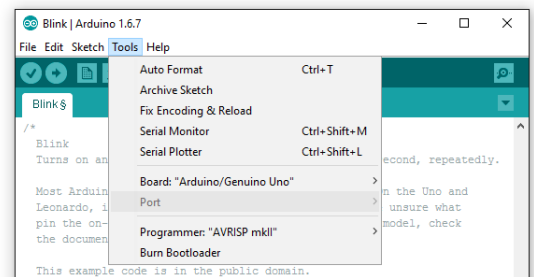 Blink | Arduino 1.6.7
File Edit Sketch Tools Help
Blink §
Auto Format Ctrl+T
Archive Sketch
Fix Encoding & Reload
Serial Monitor Ctrl+Shift+M
Serial Plotter Ctrl+Shift+L
Board: "Arduino/Genuino Uno"
Port
Programmer: "AVRISP mkII"
Burn Bootloader
/*
Blink
Turns on an econd, repeatedly.
Most Arduin n the Uno and
Leonardo, i unsure what
pin the on- model, check
the documen
This example code is in the public domain.